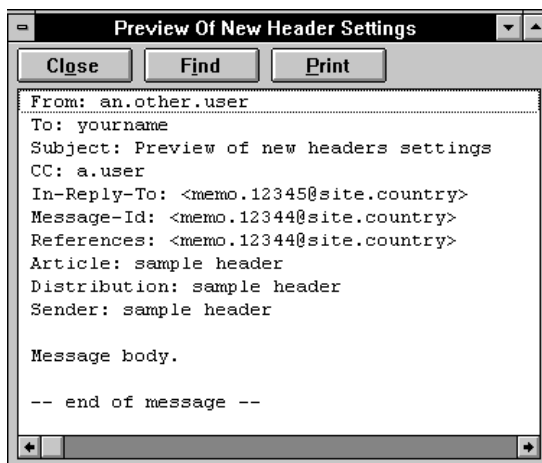 Preview Of New Header Settings
Close Find Print
From: an.other.user
To: yourname
Subject: Preview of new headers settings
CC: a.user
In-Reply-To: <memo.12345@site.country>
Message-Id: <memo.12344@site.country>
References: <memo.12344@site.country>
Article: sample header
Distribution: sample header
Sender: sample header
Message body.
-- end of message --